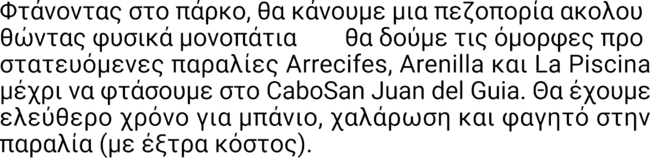 Φτάνοντας στο πάρκο, θα κάνουμε μια πεζοπορία ακολου
θώντας φυσικά μονοπάτια θα δούμε τις όμορφες προ
στατευόμενες παραλίες Arrecifes, Arenilla και La Piscina
μέχρι να φτάσουμε στο CaboSan Juan del Guia. Θα έχουμε
ελεύθερο χρόνο για μπάνιο, χαλάρωση και φαγητό στην
παραλία (με έξτρα κόστος).